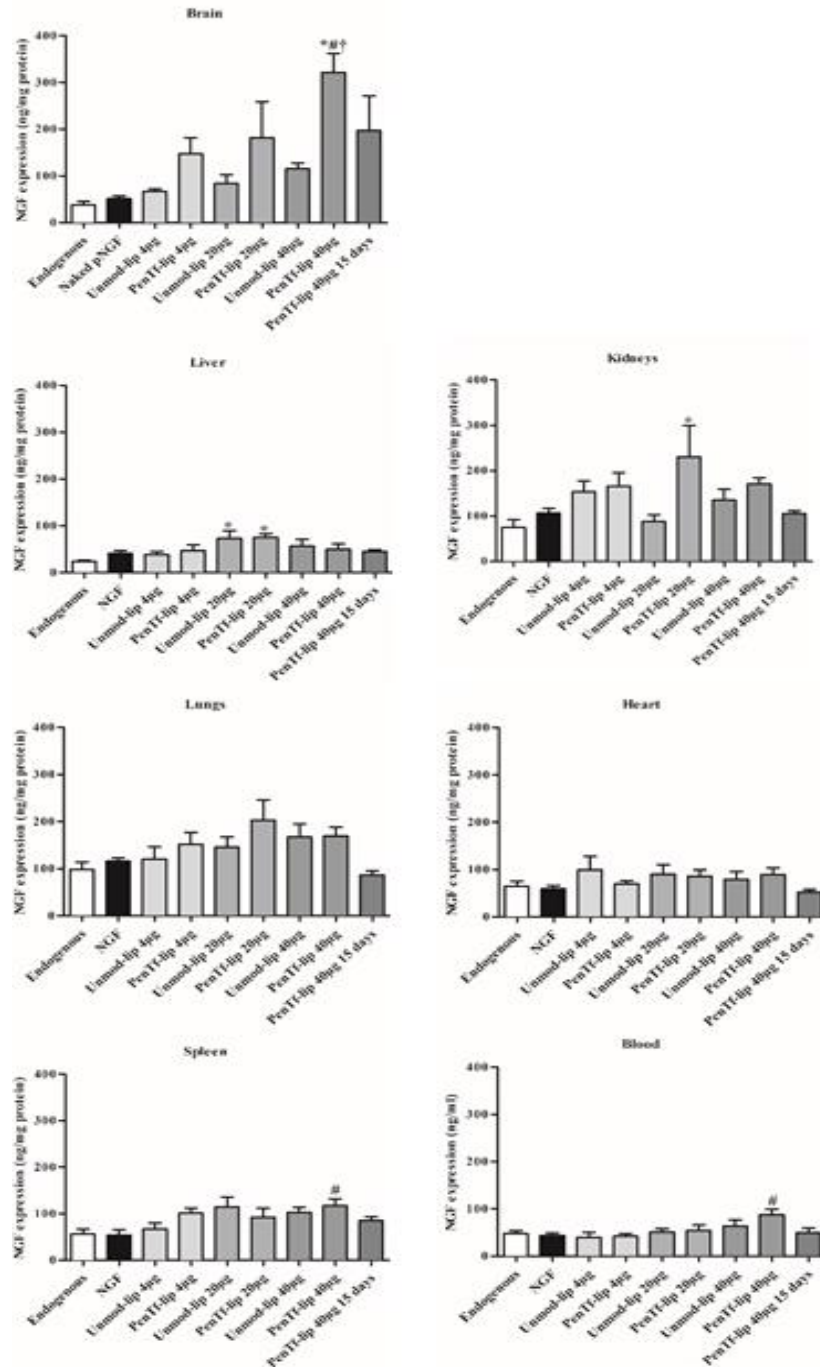 Brain
*#†
NGF expression (ng/mg protein)
400
300
200
100
0
Endogenous
Naked pNGF
Unmod-lip 4µg
PenTf-lip 4µg
Unmod-lip 20µg
PenTf-lip 20µg
Unmod-lip 40µg
PenTf-lip 40µg
PenTf-lip 40µg 15 days
Liver
NGF expression (ng/mg protein)
400
300
200
100
0
*
*
Endogenous
NGF
Unmod-lip 4µg
PenTf-lip 4µg
Unmod-lip 20µg
PenTf-lip 20µg
Unmod-lip 40µg
PenTf-lip 40µg
PenTf-lip 40µg 15 days
Kidneys
NGF expression (ng/mg protein)
400
300
200
100
0
*
Endogenous
NGF
Unmod-lip 4µg
PenTf-lip 4µg
Unmod-lip 20µg
PenTf-lip 20µg
Unmod-lip 40µg
PenTf-lip 40µg
PenTf-lip 40µg 15 days
Lungs
NGF expression (ng/mg protein)
400
300
200
100
0
Endogenous
NGF
Unmod-lip 4µg
PenTf-lip 4µg
Unmod-lip 20µg
PenTf-lip 20µg
Unmod-lip 40µg
PenTf-lip 40µg
PenTf-lip 40µg 15 days
Heart
NGF expression (ng/mg protein)
400
300
200
100
0
Endogenous
NGF
Unmod-lip 4µg
PenTf-lip 4µg
Unmod-lip 20µg
PenTf-lip 20µg
Unmod-lip 40µg
PenTf-lip 40µg
PenTf-lip 40µg 15 days
Spleen
NGF expression (ng/mg protein)
400
300
200
100
0
#
Endogenous
NGF
Unmod-lip 4µg
PenTf-lip 4µg
Unmod-lip 20µg
PenTf-lip 20µg
Unmod-lip 40µg
PenTf-lip 40µg
PenTf-lip 40µg 15 days
Blood
NGF expression (ng/ml)
400
300
200
100
0
#
Endogenous
NGF
Unmod-lip 4µg
PenTf-lip 4µg
Unmod-lip 20µg
PenTf-lip 20µg
Unmod-lip 40µg
PenTf-lip 40µg
PenTf-lip 40µg 15 days